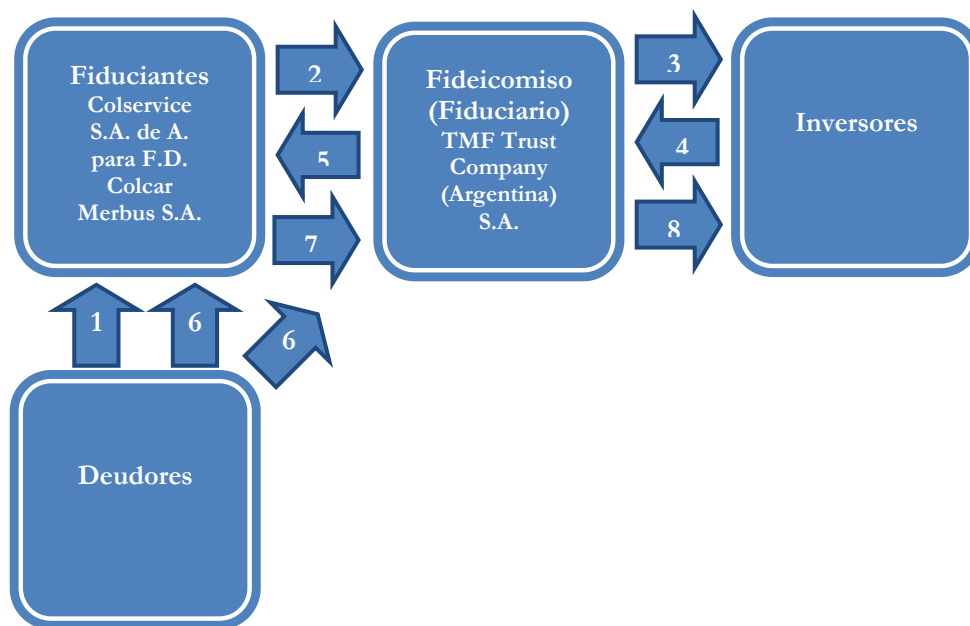 Fiduciantes
Colservice
S.A. de A.
para F.D.
Colcar
Merbus S.A.
2
5
7
Fideicomiso
(Fiduciario)
TMF Trust
Company
(Argentina)
S.A.
3
4
8
Inversores
1
6
6
Deudores